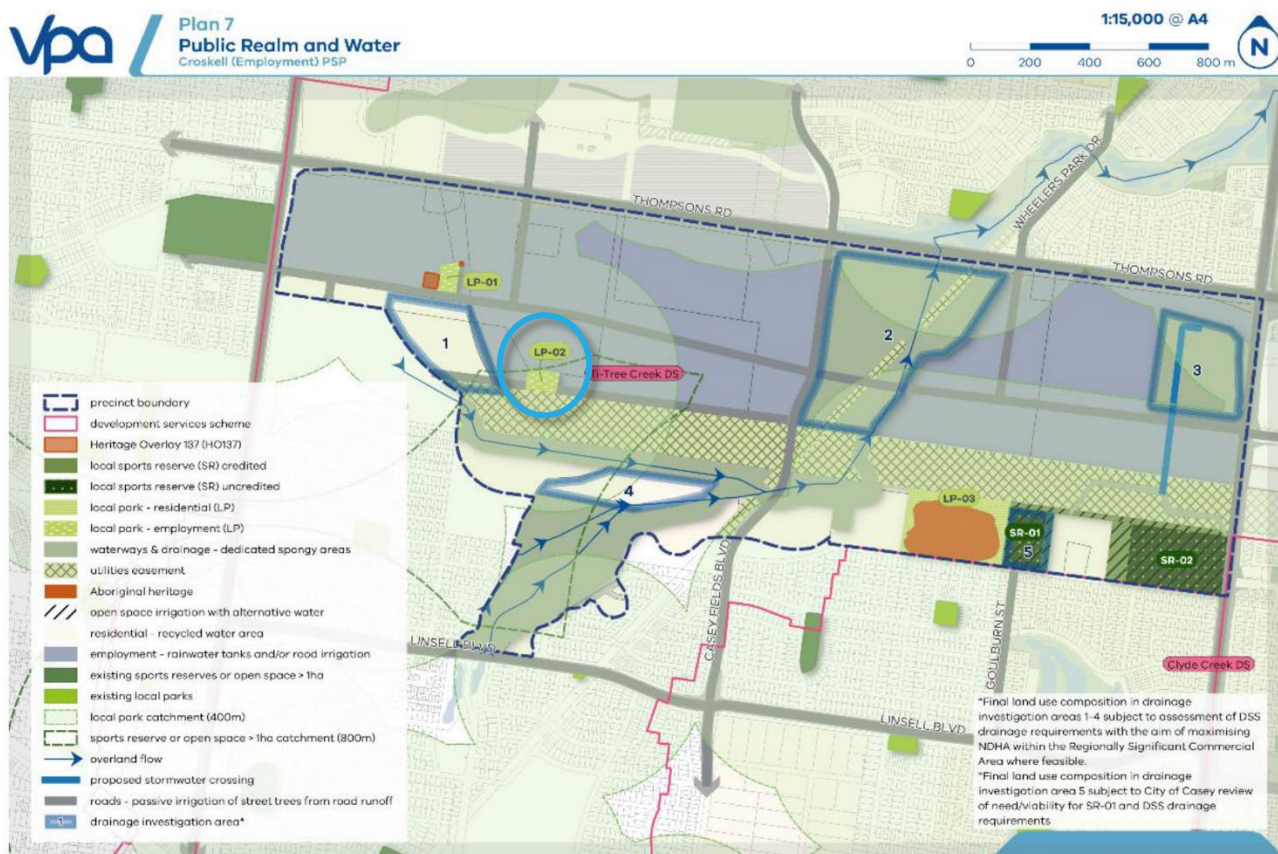 vpa
Plan 7
Public Realm and Water
Croskell (Employment) PSP
1:15,000 @ A4
0 200 400 600 800 m
N
THOMPSONS RD
WHEELERS PARK DR
THOMPSONS RD
LP-01
1
LP-02
Ti-Tree Creek DS
2
3
4
LP-03
SR-01
5
SR-02
CASEY FIELDS BLVD
GOULBURN ST
LINSELL BLVD
LINSELL BLVD
Clyde Creek DS
precinct boundary
development services scheme
Heritage Overlay 137 (HO137)
local sports reserve (SR) credited
local sports reserve (SR) uncredited
local park - residential (LP)
local park - employment (LP)
waterways & drainage - dedicated spongy areas
utilities easement
Aboriginal heritage
open space irrigation with alternative water
residential - recycled water area
employment - rainwater tanks and/or road irrigation
existing sports reserves or open space > 1ha
existing local parks
local park catchment (400m)
sports reserve or open space > 1ha catchment (800m)
overland flow
proposed stormwater crossing
roads - passive irrigation of street trees from road runoff
1 drainage investigation area*
*Final land use composition in drainage
investigation areas 1-4 subject to assessment of DSS
drainage requirements with the aim of maximising
NDHA within the Regionally Significant Commercial
Area where feasible.
*Final land use composition in drainage
investigation area 5 subject to City of Casey review
of need/viability for SR-01 and DSS drainage
requirements